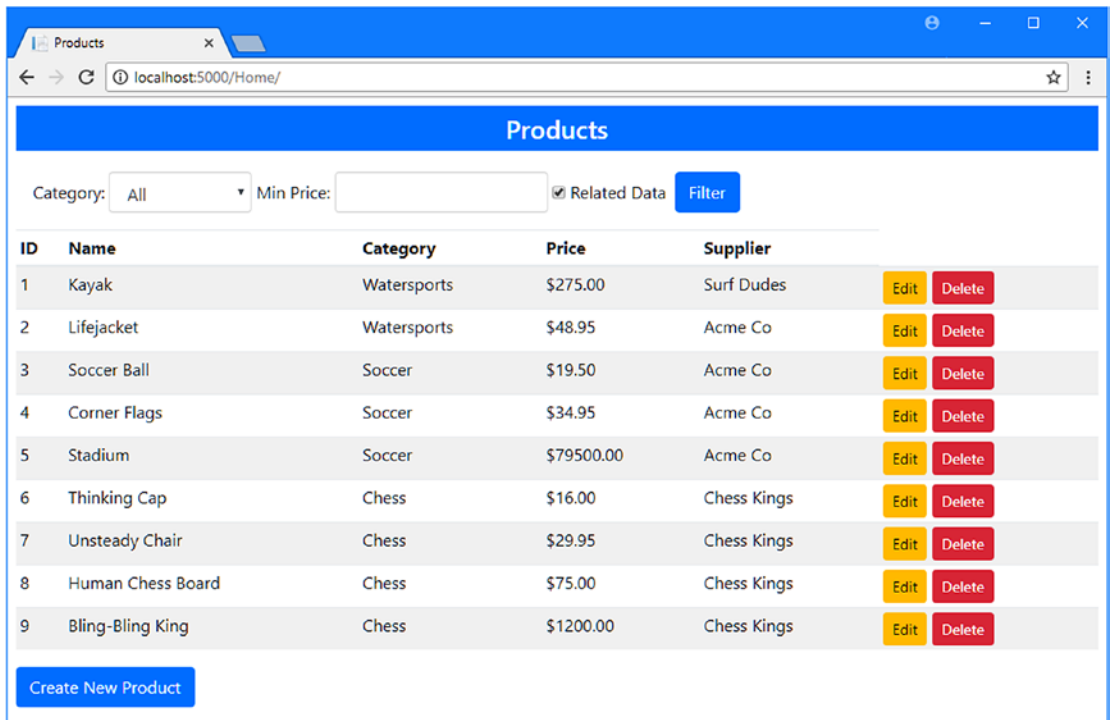 Products
localhost:5000/Home/
Products
Category: All Min Price: Related Data Filter
ID Name Category Price Supplier
1 Kayak Watersports $275.00 Surf Dudes Edit Delete
2 Lifejacket Watersports $48.95 Acme Co Edit Delete
3 Soccer Ball Soccer $19.50 Acme Co Edit Delete
4 Corner Flags Soccer $34.95 Acme Co Edit Delete
5 Stadium Soccer $79500.00 Acme Co Edit Delete
6 Thinking Cap Chess $16.00 Chess Kings Edit Delete
7 Unsteady Chair Chess $29.95 Chess Kings Edit Delete
8 Human Chess Board Chess $75.00 Chess Kings Edit Delete
9 Bling-Bling King Chess $1200.00 Chess Kings Edit Delete
Create New Product